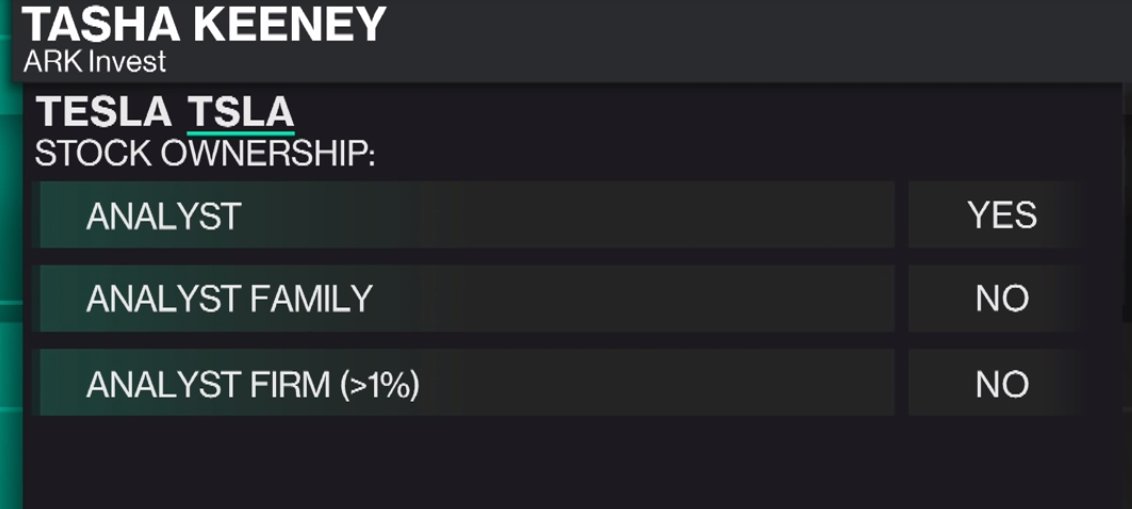 TASHA KEENEY
ARK Invest
TESLA TSLA
STOCK OWNERSHIP:
ANALYST YES
ANALYST FAMILY NO
ANALYST FIRM (>1%) NO